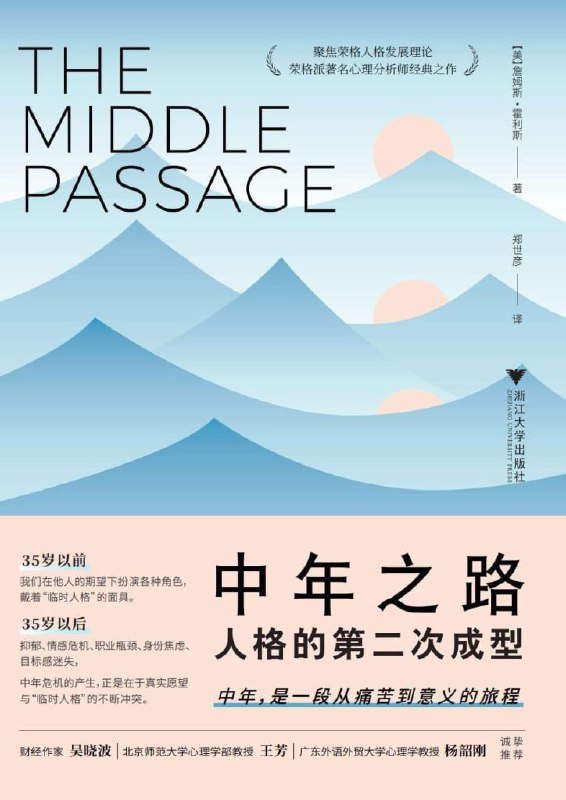 THE
MIDDLE
PASSAGE
聚焦荣格人格发展理论
荣格派著名心理分析师经典之作
【美】詹姆斯·霍利斯——著
郑世彦——译
浙江大学出版社
ZHEJIANG UNIVERSITY PRESS
35岁以前
我们在他人的期望下扮演各种角色，
戴着“临时人格”的面具。
35岁以后
抑郁、情感危机、职业瓶颈、身份焦虑、
目标感迷失，
中年危机的产生，正是在于真实愿望
与“临时人格”的不断冲突。
中年之路
人格的第二次成型
中年，是一段从痛苦到意义的旅程
财经作家 吴晓波 | 北京师范大学心理学部教授 王芳 | 广东外语外贸大学心理学教授 杨韶刚
诚挚
推荐